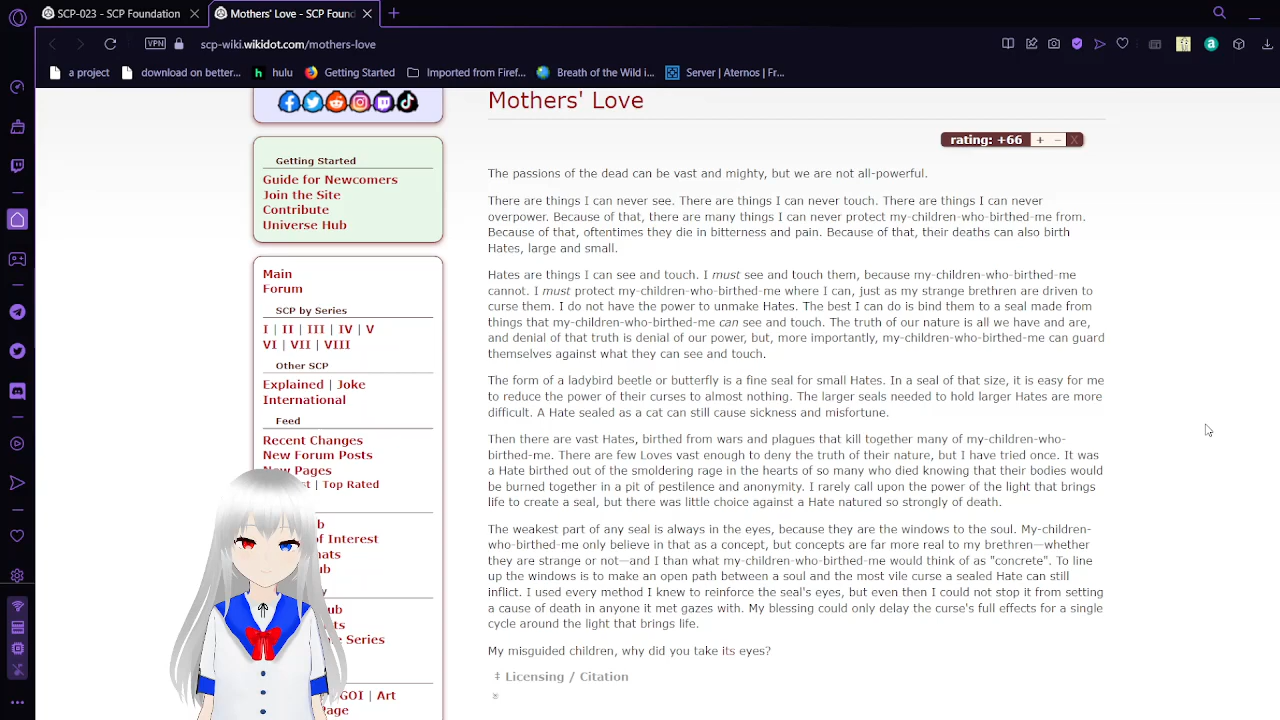 SCP-023 - SCP Foundation
Mothers' Love - SCP Found
VPN
scp-wiki.wikidot.com/mothers-love
a project
download on better...
hulu
Getting Started
Imported from Firef...
Breath of the Wild i...
Server | Aternos | Fr...
Mothers' Love
rating: +66 + − X
Getting Started
Guide for Newcomers
Join the Site
Contribute
Universe Hub
Main
Forum
SCP by Series
I | II | III | IV | V
VI | VII | VIII
Other SCP
Explained | Joke
International
Feed
Recent Changes
New Forum Posts
New Pages
st | Top Rated
b
of Interest
ats
ub
y
ub
ts
e Series
GOI | Art
Page
The passions of the dead can be vast and mighty, but we are not all-powerful.
There are things I can never see. There are things I can never touch. There are things I can never
overpower. Because of that, there are many things I can never protect my-children-who-birthed-me from.
Because of that, oftentimes they die in bitterness and pain. Because of that, their deaths can also birth
Hates, large and small.
Hates are things I can see and touch. I must see and touch them, because my-children-who-birthed-me
cannot. I must protect my-children-who-birthed-me where I can, just as my strange brethren are driven to
curse them. I do not have the power to unmake Hates. The best I can do is bind them to a seal made from
things that my-children-who-birthed-me can see and touch. The truth of our nature is all we have and are,
and denial of that truth is denial of our power, but, more importantly, my-children-who-birthed-me can guard
themselves against what they can see and touch.
The form of a ladybird beetle or butterfly is a fine seal for small Hates. In a seal of that size, it is easy for me
to reduce the power of their curses to almost nothing. The larger seals needed to hold larger Hates are more
difficult. A Hate sealed as a cat can still cause sickness and misfortune.
Then there are vast Hates, birthed from wars and plagues that kill together many of my-children-who-
birthed-me. There are few Loves vast enough to deny the truth of their nature, but I have tried once. It was
a Hate birthed out of the smoldering rage in the hearts of so many who died knowing that their bodies would
be burned together in a pit of pestilence and anonymity. I rarely call upon the power of the light that brings
life to create a seal, but there was little choice against a Hate natured so strongly of death.
The weakest part of any seal is always in the eyes, because they are the windows to the soul. My-children-
who-birthed-me only believe in that as a concept, but concepts are far more real to my brethren—whether
they are strange or not—and I than what my-children-who-birthed-me would think of as "concrete". To line
up the windows is to make an open path between a soul and the most vile curse a sealed Hate can still
inflict. I used every method I knew to reinforce the seal's eyes, but even then I could not stop it from setting
a cause of death in anyone it met gazes with. My blessing could only delay the curse's full effects for a single
cycle around the light that brings life.
My misguided children, why did you take its eyes?
‡ Licensing / Citation